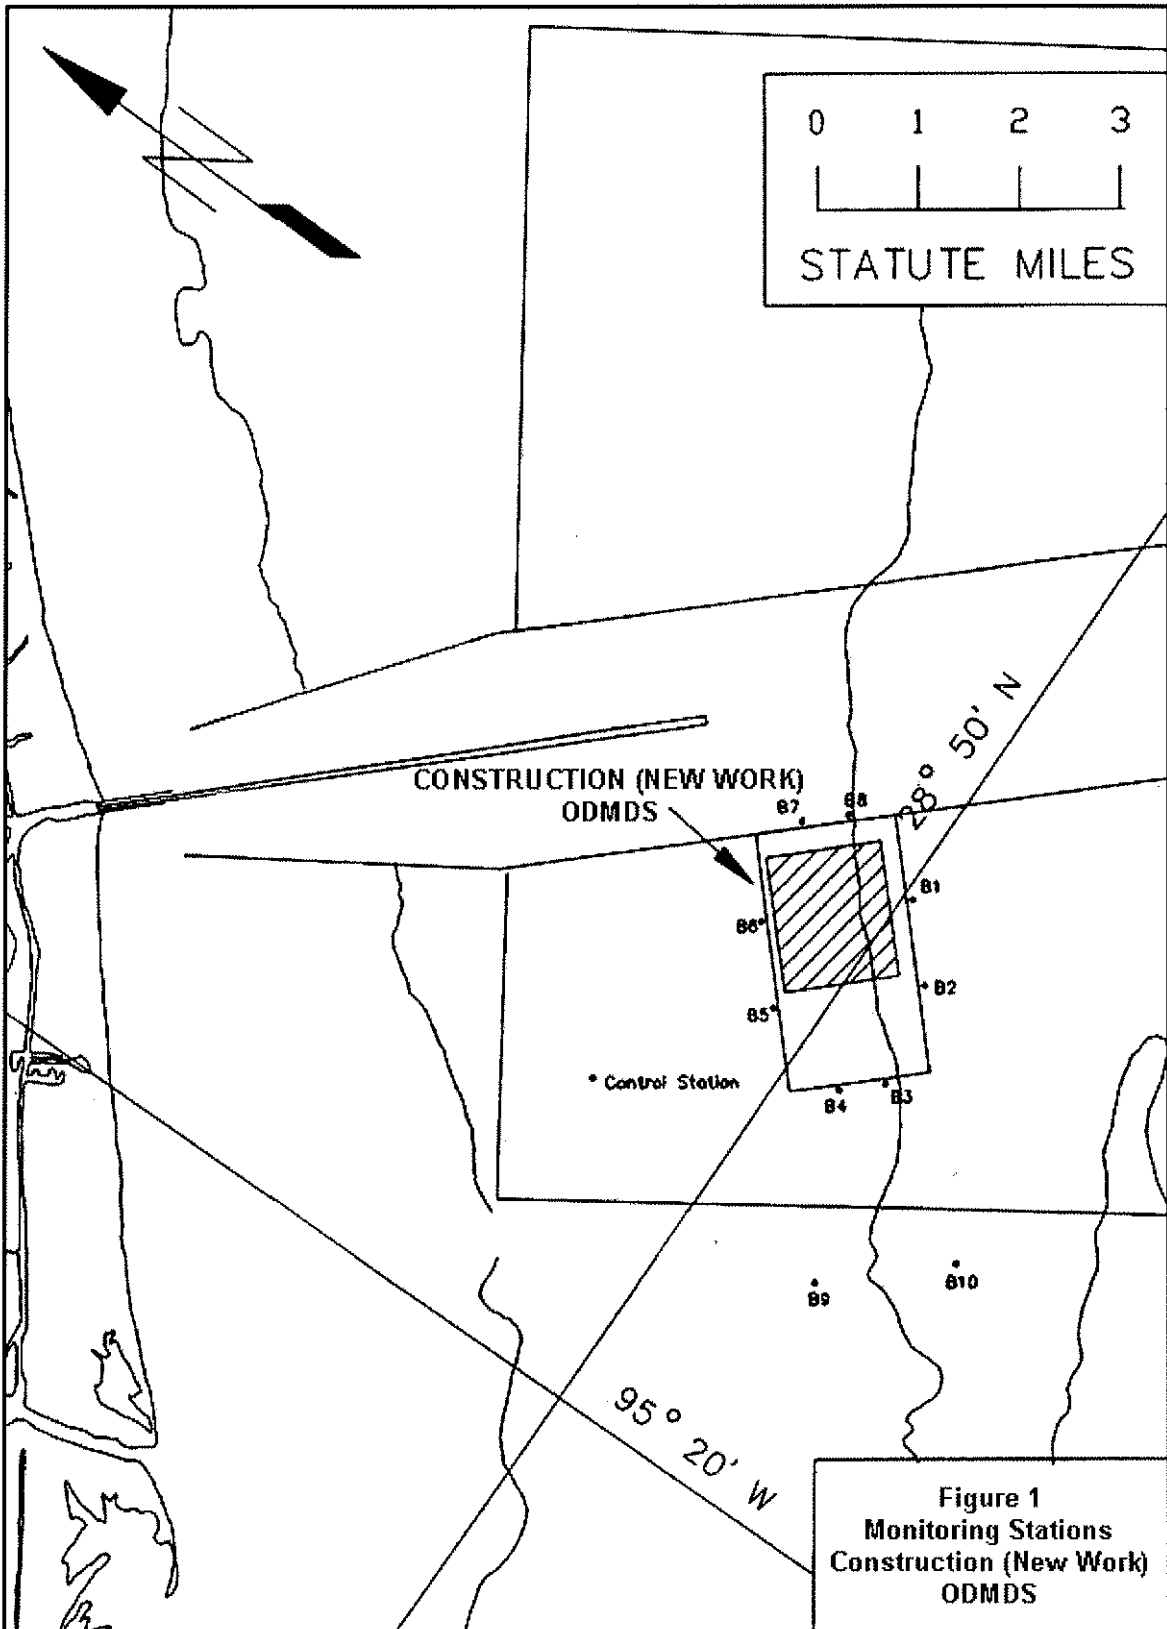 0 1 2 3
STATUTE MILES
28° 50' N
CONSTRUCTION (NEW WORK)
ODMDS
B7
B8
B1
B6
B2
B5
Control Station
B4
B3
B10
B9
95° 20' W
Figure 1
Monitoring Stations
Construction (New Work)
ODMDS